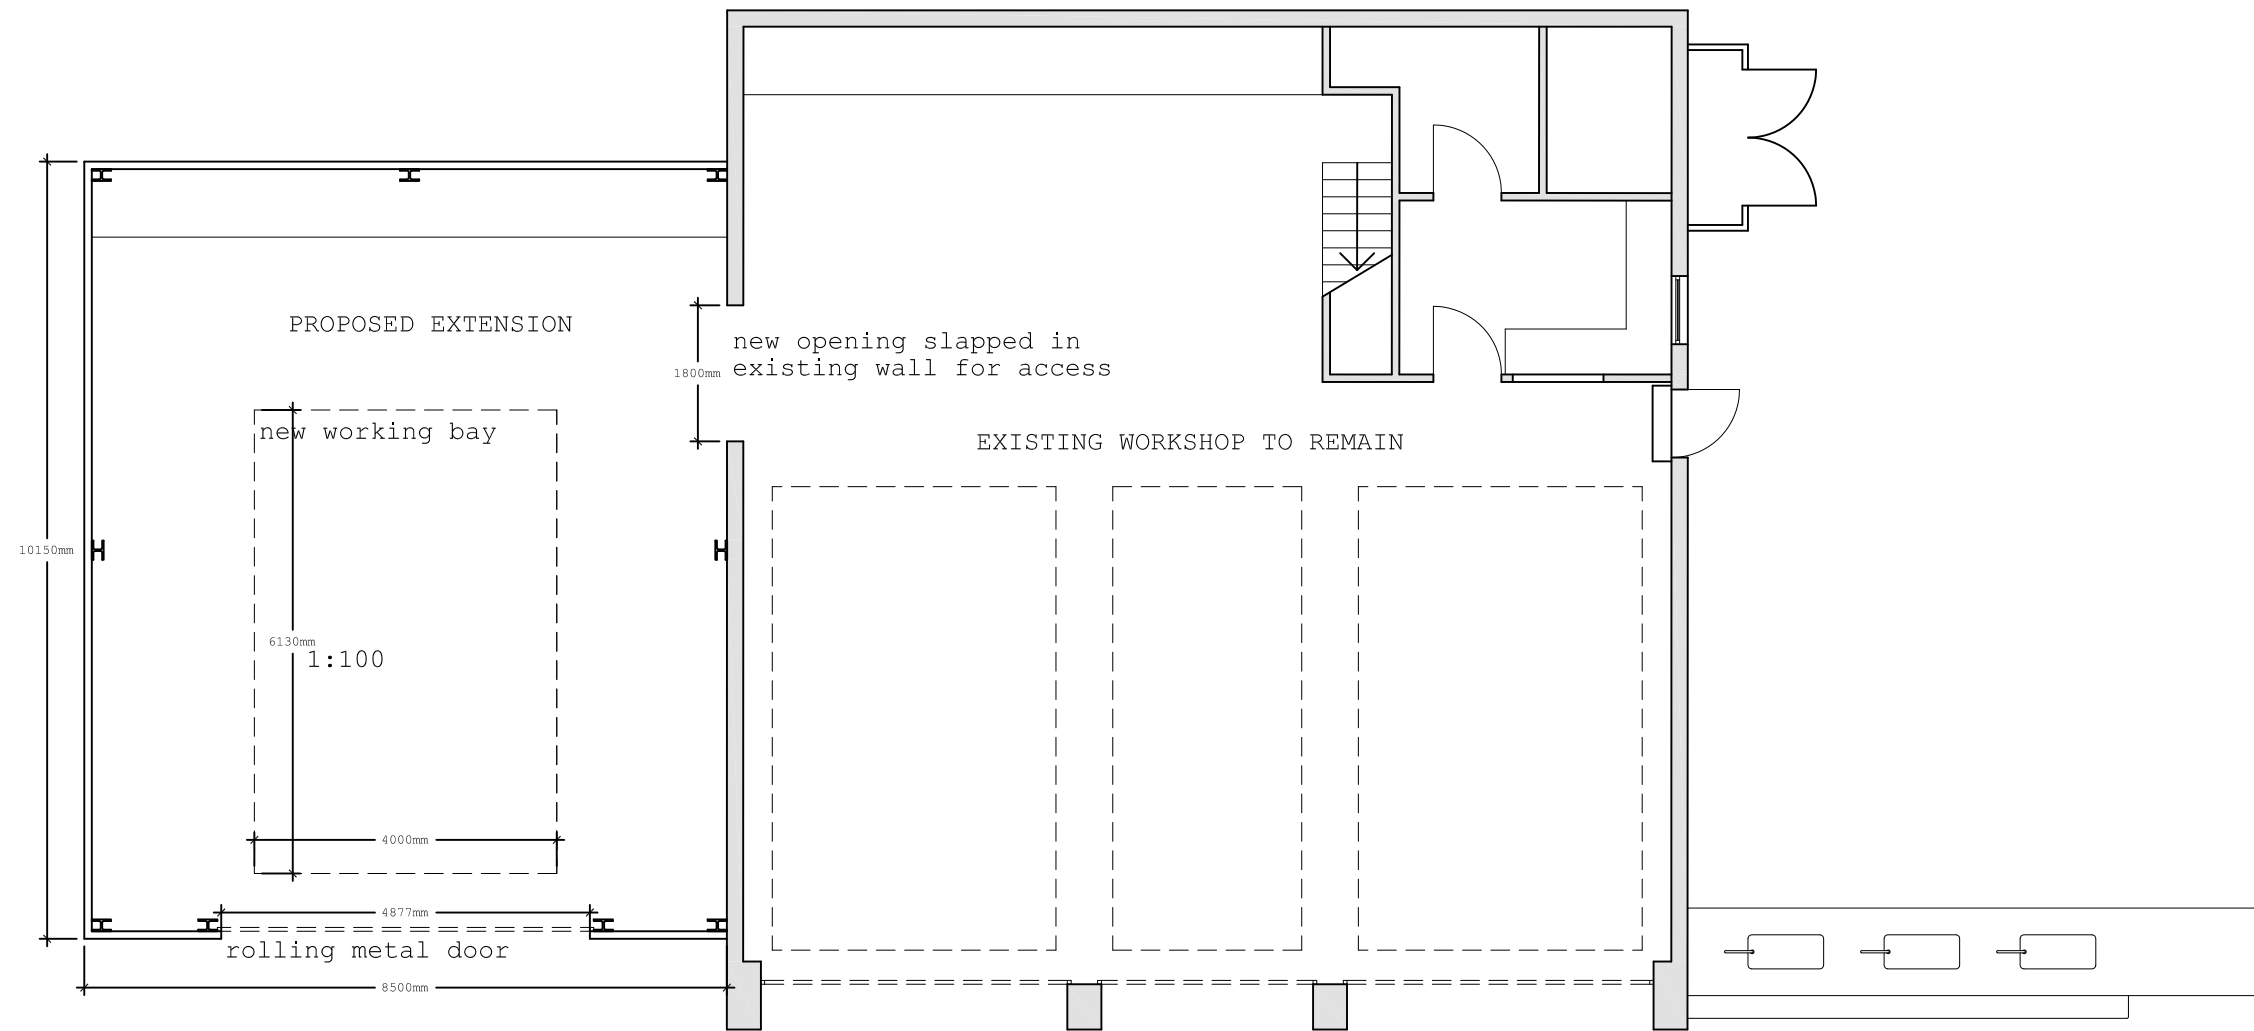 PROPOSED EXTENSION
new opening slapped in
existing wall for access
1800mm
new working bay
EXISTING WORKSHOP TO REMAIN
10150mm
6130mm
1:100
4000mm
4877mm
rolling metal door
8500mm